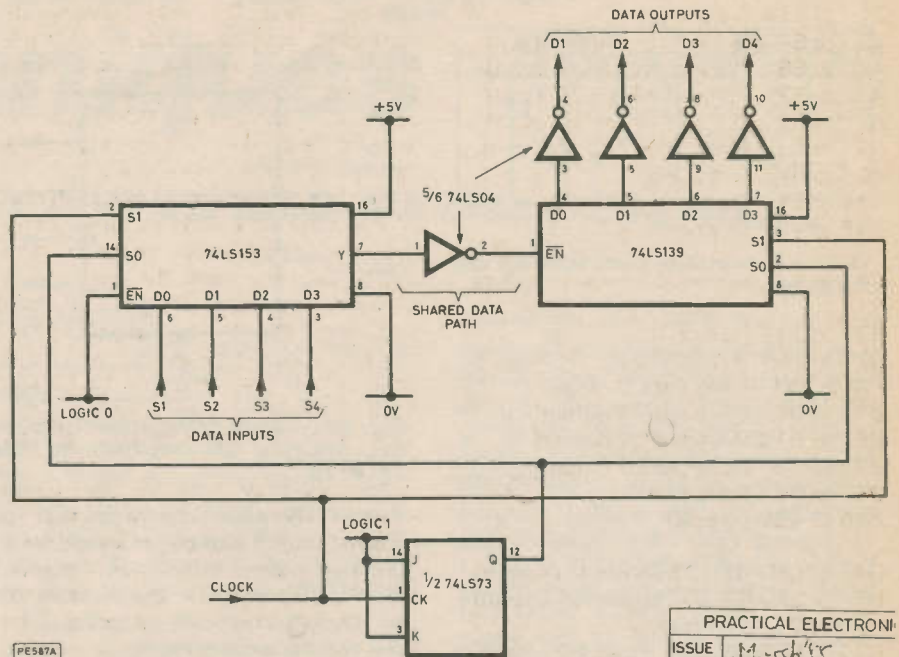 DATA OUTPUTS
D1 D2 D3 D4
4 6 8 10
+5V +5V
3 5 9 11
5/6 74LS04
4 5 6 7
2 S1 16
D0 D1 D2 D3 16
S1 3
14 S0 74LS153 Y 7 1 2 1 EN 74LS139
S0 2
1 EN D0 D1 D2 D3 8
8
6 5 4 3
SHARED DATA
PATH
LOGIC 0 S1 S2 S3 S4 0V 0V
DATA INPUTS
LOGIC 1
14 J Q 12
1/2 74LS73
CLOCK 1 CK
3 K
PE587A
PRACTICAL ELECTRONI
ISSUE